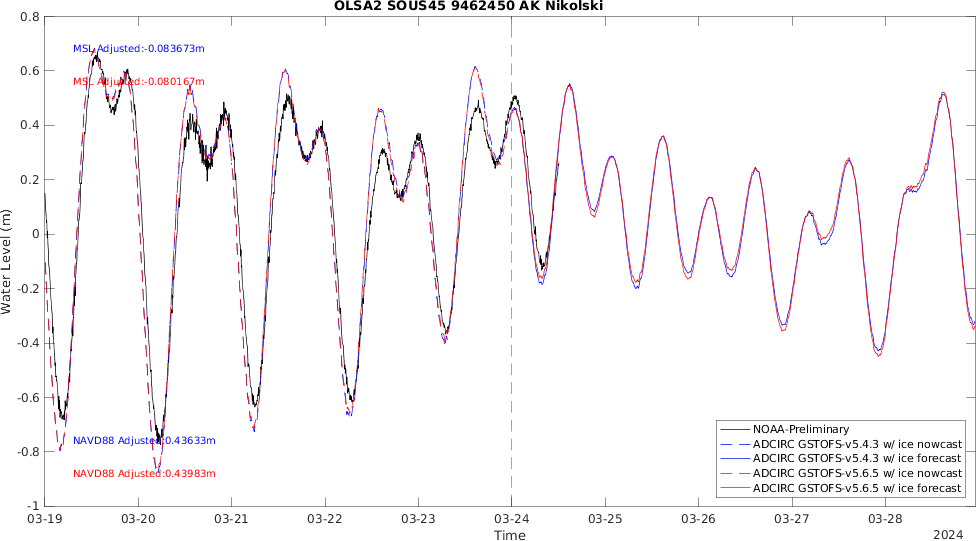 OLSA2 SOUS45 9462450 AK Nikolski
0.8
0.6
0.4
0.2
0
-0.2
-0.4
-0.6
-0.8
-1
Water Level (m)
MSL Adjusted:-0.083673m
MSL Adjusted:-0.080167m
NAVD88 Adjusted:0.43633m
NAVD88 Adjusted:0.43983m
NOAA-Preliminary
ADCIRC GSTOFS-v5.4.3 w/ ice nowcast
ADCIRC GSTOFS-v5.4.3 w/ ice forecast
ADCIRC GSTOFS-v5.6.5 w/ ice nowcast
ADCIRC GSTOFS-v5.6.5 w/ ice forecast
03-19 03-20 03-21 03-22 03-23 03-24 03-25 03-26 03-27 03-28
Time
2024